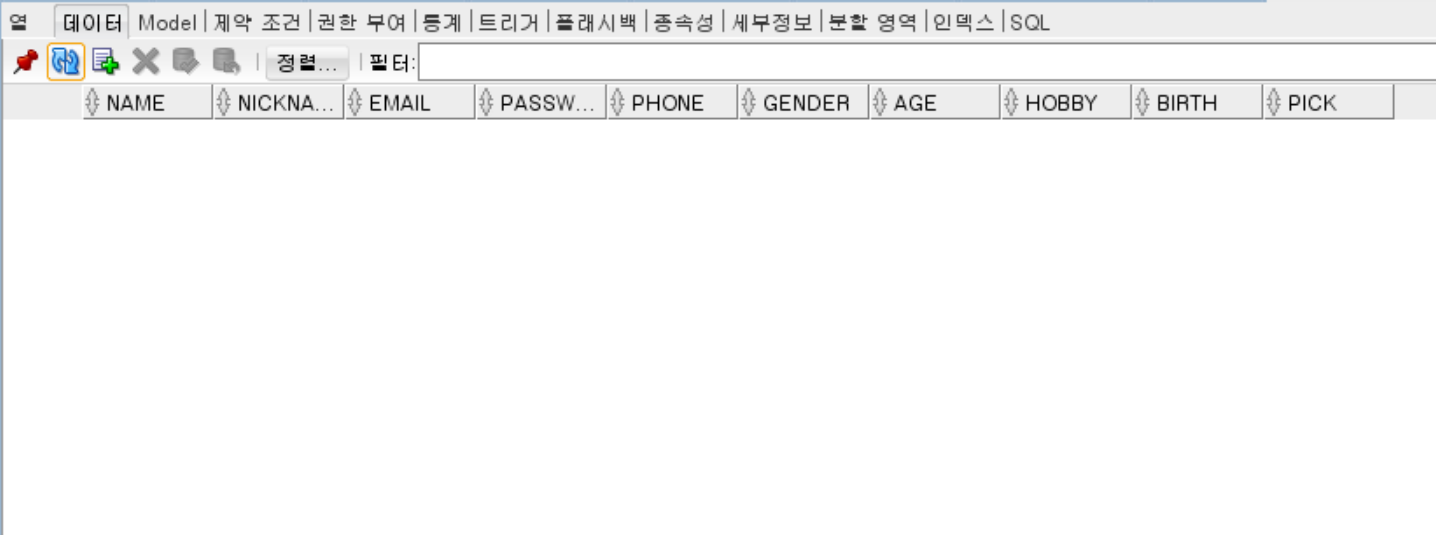 열 데이터 Model 제약 조건 권한 부여 통계 트리거 플래시백 종속성 세부정보 분할 영역 인덱스 SQL
정렬... 필터:
NAME NICKNA... EMAIL PASSW... PHONE GENDER AGE HOBBY BIRTH PICK